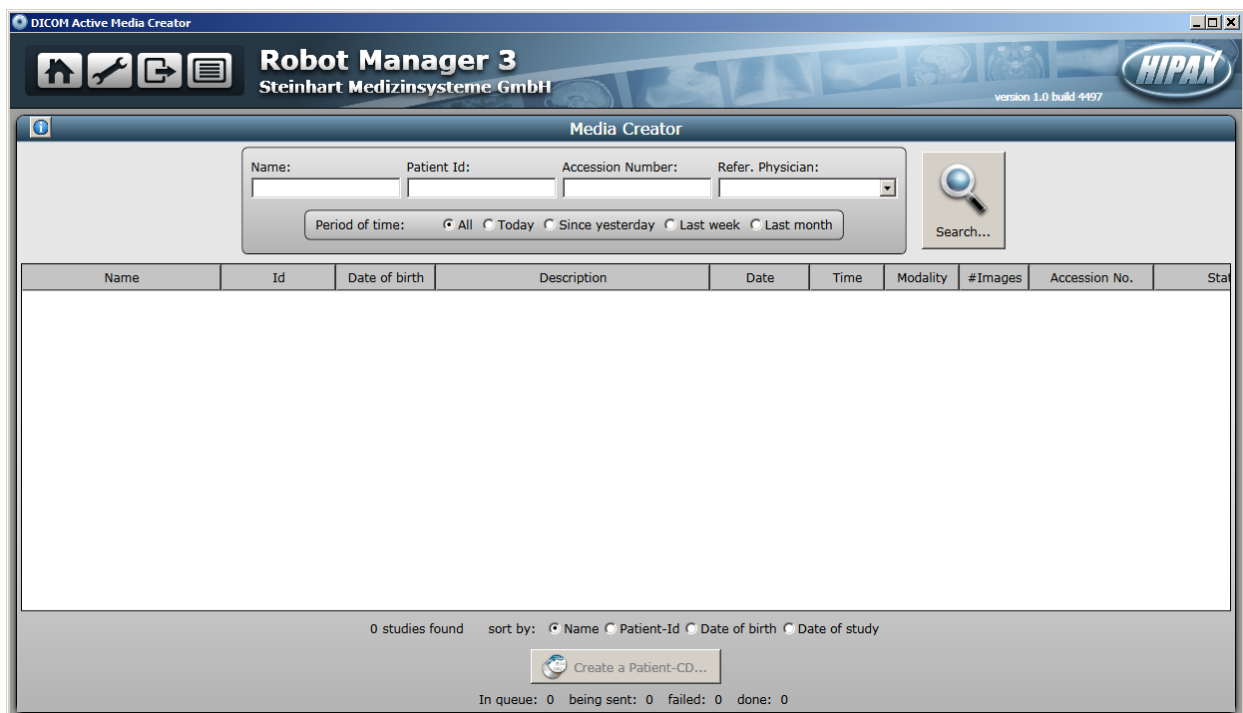 DICOM Active Media Creator
Robot Manager 3
Steinhart Medizinsysteme GmbH
HIPAX
version 1.0 build 4497
Media Creator
Name: Patient Id: Accession Number: Refer. Physician:
Period of time: All Today Since yesterday Last week Last month
Search...
Name Id Date of birth Description Date Time Modality #Images Accession No. Stat
0 studies found sort by: Name Patient-Id Date of birth Date of study
Create a Patient-CD...
In queue: 0 being sent: 0 failed: 0 done: 0